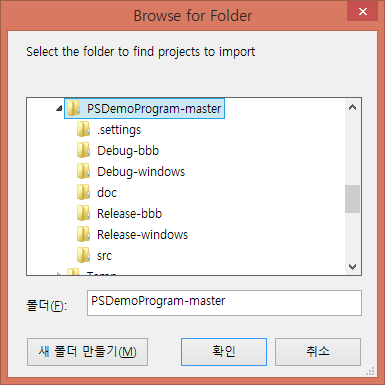 Browse for Folder
Select the folder to find projects to import
PSDemoProgram-master
.settings
Debug-bbb
Debug-windows
doc
Release-bbb
Release-windows
src
Temp
폴더(F):
PSDemoProgram-master
새 폴더 만들기(M)
확인
취소